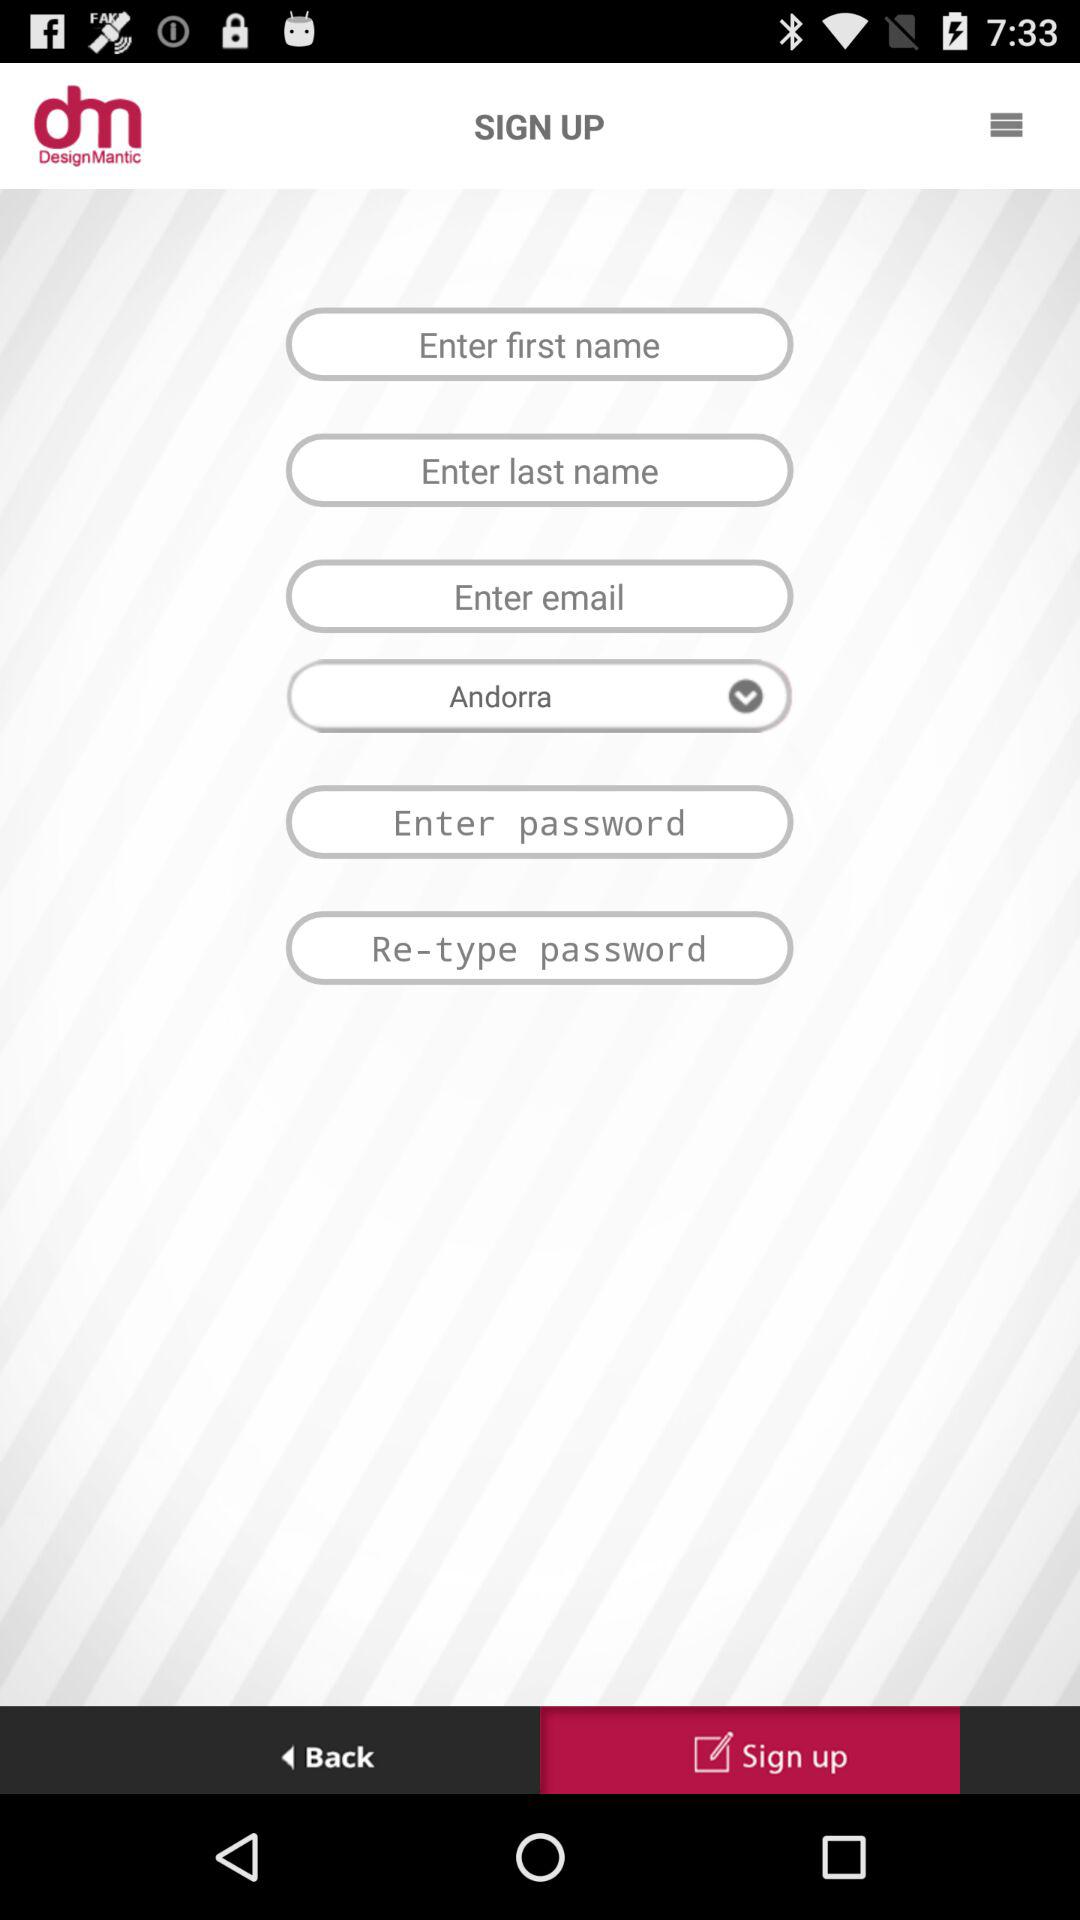 FAK
7:33
dm
DesignMantic
SIGN UP
Enter first name
Enter last name
Enter email
Andorra
Enter password
Re-type password
Back
Sign up